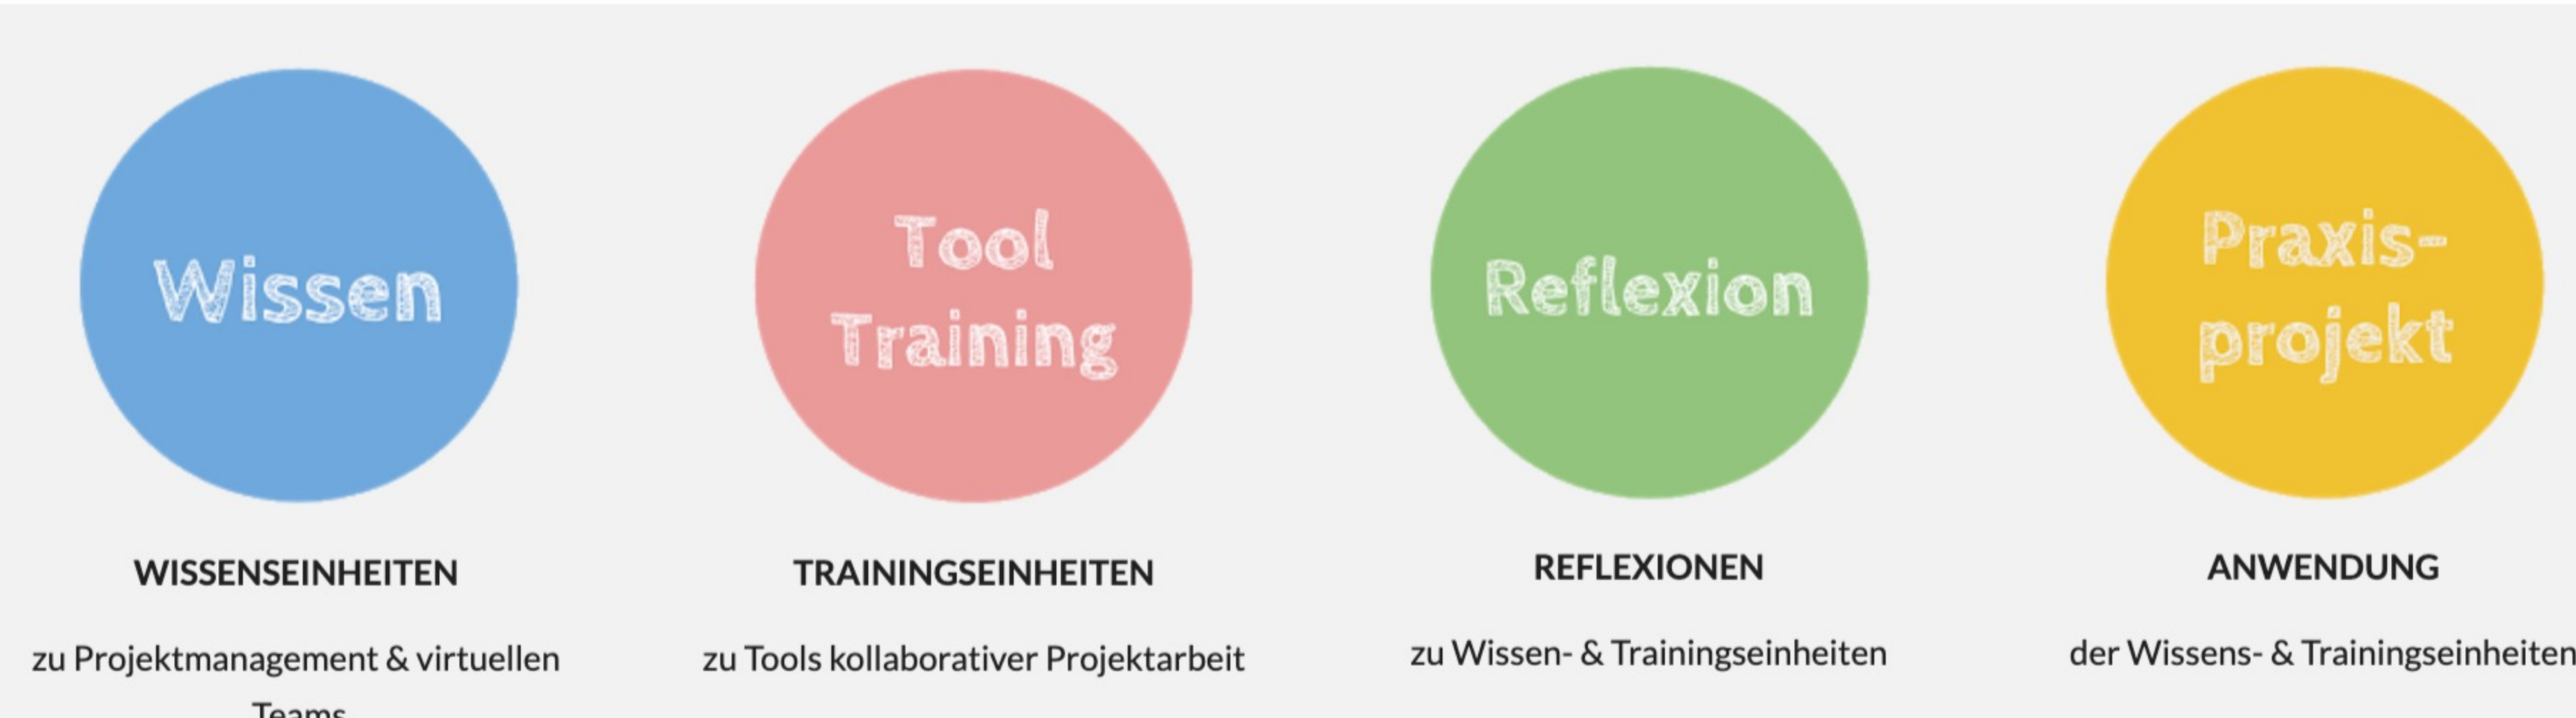 Wissen
Tool
Training
Reflexion
Praxis-
projekt
WISSENSEINHEITEN
zu Projektmanagement & virtuellen
Teams
TRAININGSEINHEITEN
zu Tools kollaborativer Projektarbeit
REFLEXIONEN
zu Wissen- & Trainingseinheiten
ANWENDUNG
der Wissens- & Trainingseinheiten